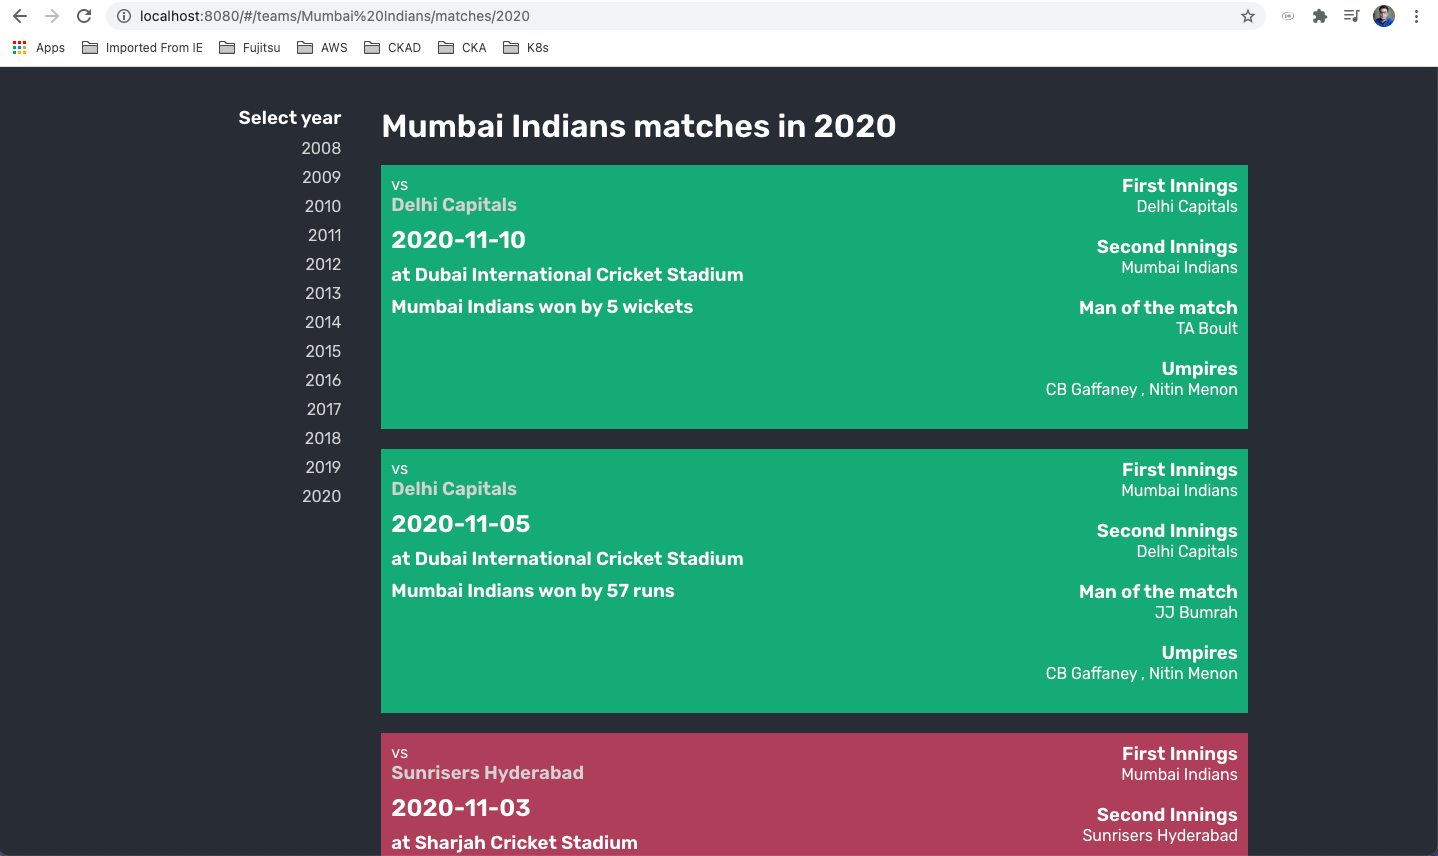 localhost:8080/#/teams/Mumbai%20Indians/matches/2020
Apps Imported From IE Fujitsu AWS CKAD CKA K8s
Select year
2008
2009
2010
2011
2012
2013
2014
2015
2016
2017
2018
2019
2020
Mumbai Indians matches in 2020
vs
Delhi Capitals
2020-11-10
at Dubai International Cricket Stadium
Mumbai Indians won by 5 wickets
First Innings
Delhi Capitals
Second Innings
Mumbai Indians
Man of the match
TA Boult
Umpires
CB Gaffaney , Nitin Menon
vs
Delhi Capitals
2020-11-05
at Dubai International Cricket Stadium
Mumbai Indians won by 57 runs
First Innings
Mumbai Indians
Second Innings
Delhi Capitals
Man of the match
JJ Bumrah
Umpires
CB Gaffaney , Nitin Menon
vs
Sunrisers Hyderabad
2020-11-03
at Sharjah Cricket Stadium
First Innings
Mumbai Indians
Second Innings
Sunrisers Hyderabad